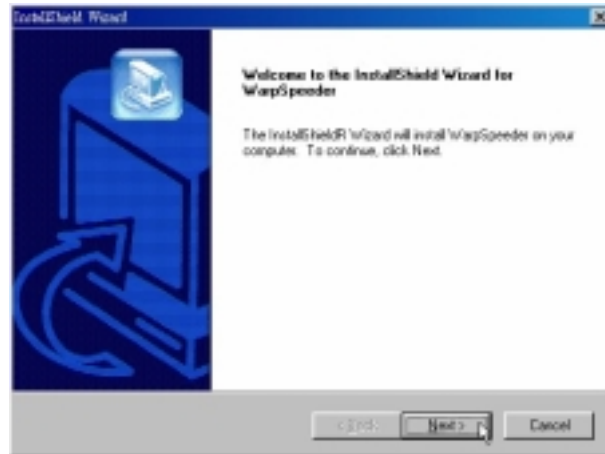 InstallShield Wizard
Welcome to the InstallShield Wizard for
WarpSpeeder
The InstallShieldR Wizard will install WarpSpeeder on your
computer. To continue, click Next.
< Back
Next >
Cancel